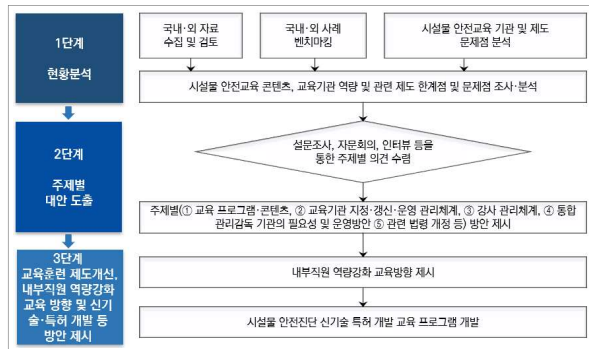 1단계
현황분석
국내·외 자료
수집 및 검토
국내·외 사례
벤치마킹
시설물 안전교육 기관 및 제도
문제점 분석
시설물 안전교육 콘텐츠, 교육기관 역량 및 관련 제도 한계점 및 문제점 조사·분석
2단계
주제별
대안 도출
설문조사, 자문회의, 인터뷰 등을
통한 주제별 의견 수렴
주제별(① 교육 프로그램·콘텐츠, ② 교육기관 지정·갱신·운영 관리체계, ③ 강사 관리체계, ④ 통합
관리감독 기관의 필요성 및 운영방안 ⑤ 관련 법령 개정 등) 방안 제시
3단계
교육훈련 제도개선,
내부직원 역량강화
교육 방향 및 신기
술·특허 개발 등
방안 제시
내부직원 역량강화 교육방향 제시
시설물 안전진단 신기술 특허 개발 교육 프로그램 개발